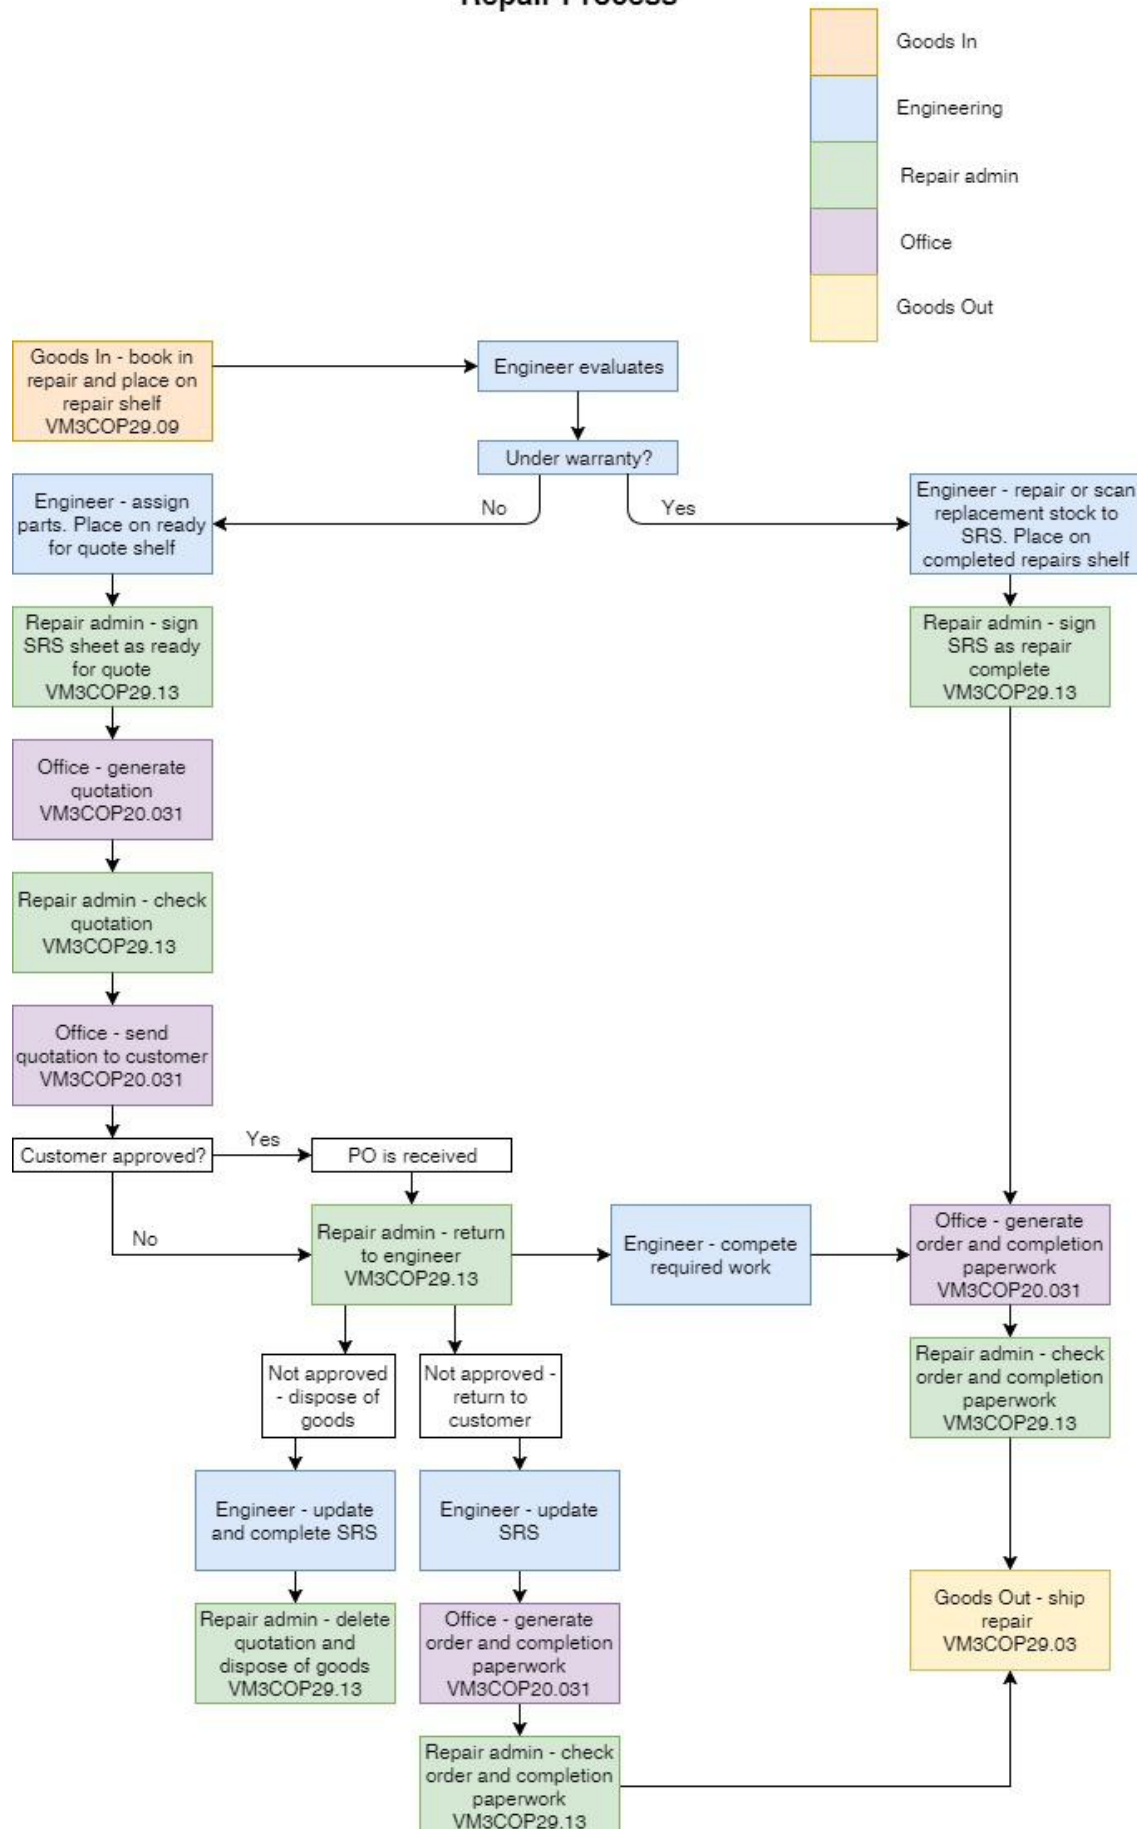 Repair Process
Goods In
Engineering
Repair admin
Office
Goods Out
Goods In - book in
repair and place on
repair shelf
VM3COP29.09
Engineer evaluates
Under warranty?
No
Yes
Engineer - assign
parts. Place on ready
for quote shelf
Engineer - repair or scan
replacement stock to
SRS. Place on
completed repairs shelf
Repair admin - sign
SRS sheet as ready
for quote
VM3COP29.13
Repair admin - sign
SRS as repair
complete
VM3COP29.13
Office - generate
quotation
VM3COP20.031
Repair admin - check
quotation
VM3COP29.13
Office - send
quotation to customer
VM3COP20.031
Customer approved?
Yes
PO is received
No
Repair admin - return
to engineer
VM3COP29.13
Engineer - compete
required work
Office - generate
order and completion
paperwork
VM3COP20.031
Repair admin - check
order and completion
paperwork
VM3COP29.13
Not approved
- dispose of
goods
Not approved -
return to
customer
Engineer - update
and complete SRS
Engineer - update
SRS
Repair admin - delete
quotation and
dispose of goods
VM3COP29.13
Office - generate
order and completion
paperwork
VM3COP20.031
Goods Out - ship
repair
VM3COP29.03
Repair admin - check
order and completion
paperwork
VM3COP29.13